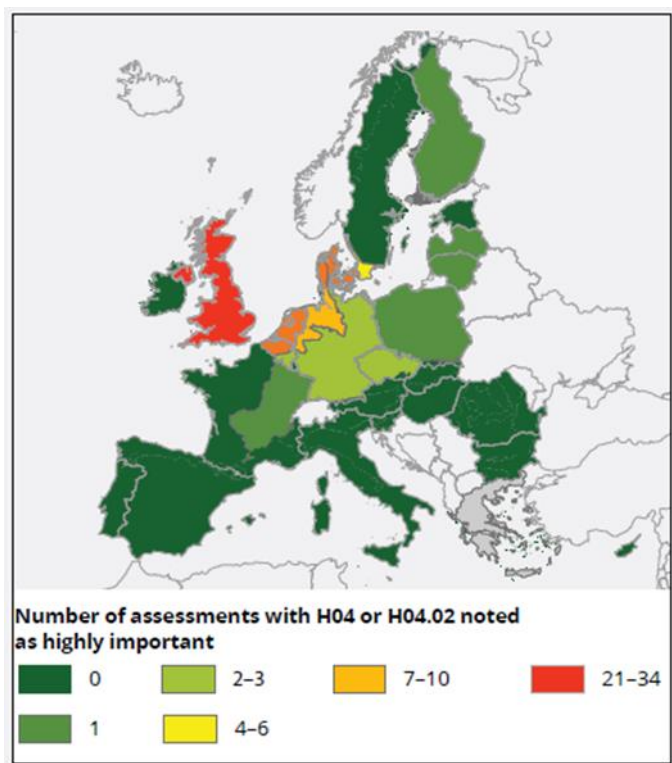 Number of assessments with H04 or H04.02 noted
as highly important
0 2–3 7–10 21–34
1 4–6